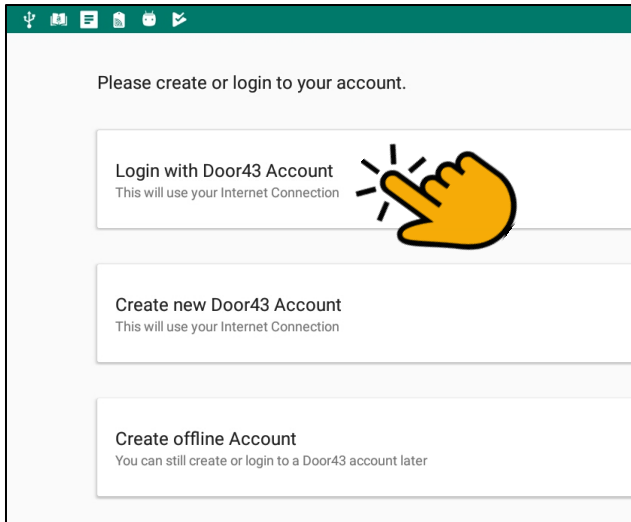 Please create or login to your account.
Login with Door43 Account
This will use your Internet Connection
Create new Door43 Account
This will use your Internet Connection
Create offline Account
You can still create or login to a Door43 account later